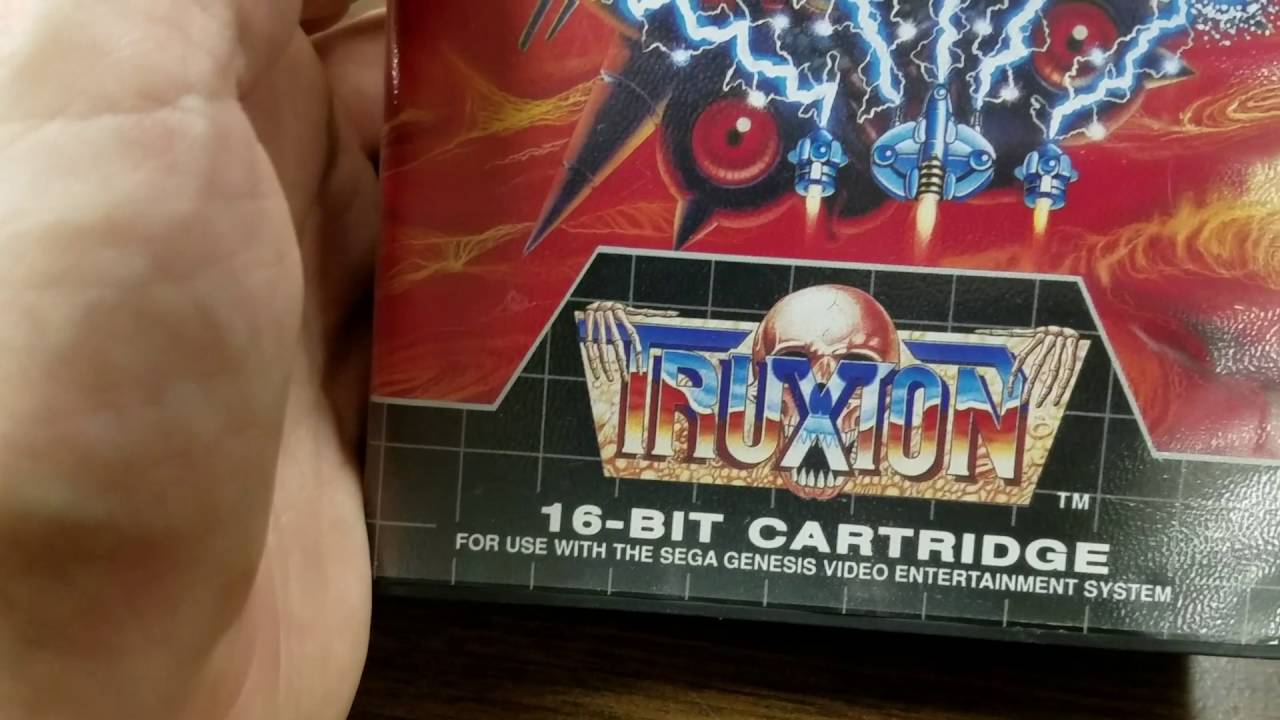 TRUXTON
TM
16-BIT CARTRIDGE
FOR USE WITH THE SEGA GENESIS VIDEO ENTERTAINMENT SYSTEM